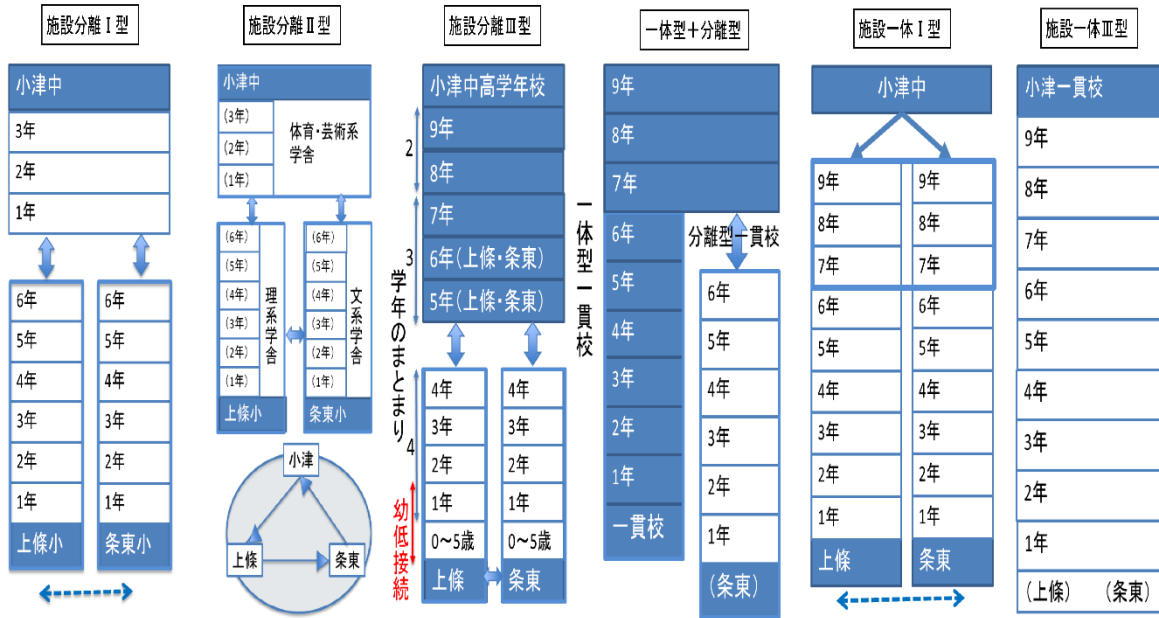 施設分離Ⅰ型
小津中
3年
2年
1年
6年
5年
4年
3年
2年
1年
上條小
6年
5年
4年
3年
2年
1年
条東小
施設分離Ⅱ型
小津中
(3年)
(2年)
(1年)
体育・芸術系
学舎
(6年)
(5年)
(4年)
(3年)
(2年)
(1年)
理系学舎
上條小
(6年)
(5年)
(4年)
(3年)
(2年)
(1年)
文系学舎
条東小
小津
上條
条東
施設分離Ⅲ型
小津中高学年校
9年
8年
7年
6年(上條・条東)
5年(上條・条東)
2
3
4
学年のまとまり
幼低接続
4年
3年
2年
1年
0～5歳
上條
4年
3年
2年
1年
0～5歳
条東
一体型＋分離型
一体型一貫校
9年
8年
7年
6年
5年
4年
3年
2年
1年
一貫校
分離型一貫校
6年
5年
4年
3年
2年
1年
(条東)
施設一体Ⅰ型
小津中
9年
8年
7年
6年
5年
4年
3年
2年
1年
上條
9年
8年
7年
6年
5年
4年
3年
2年
1年
条東
施設一体Ⅲ型
小津一貫校
9年
8年
7年
6年
5年
4年
3年
2年
1年
(上條)　(条東)